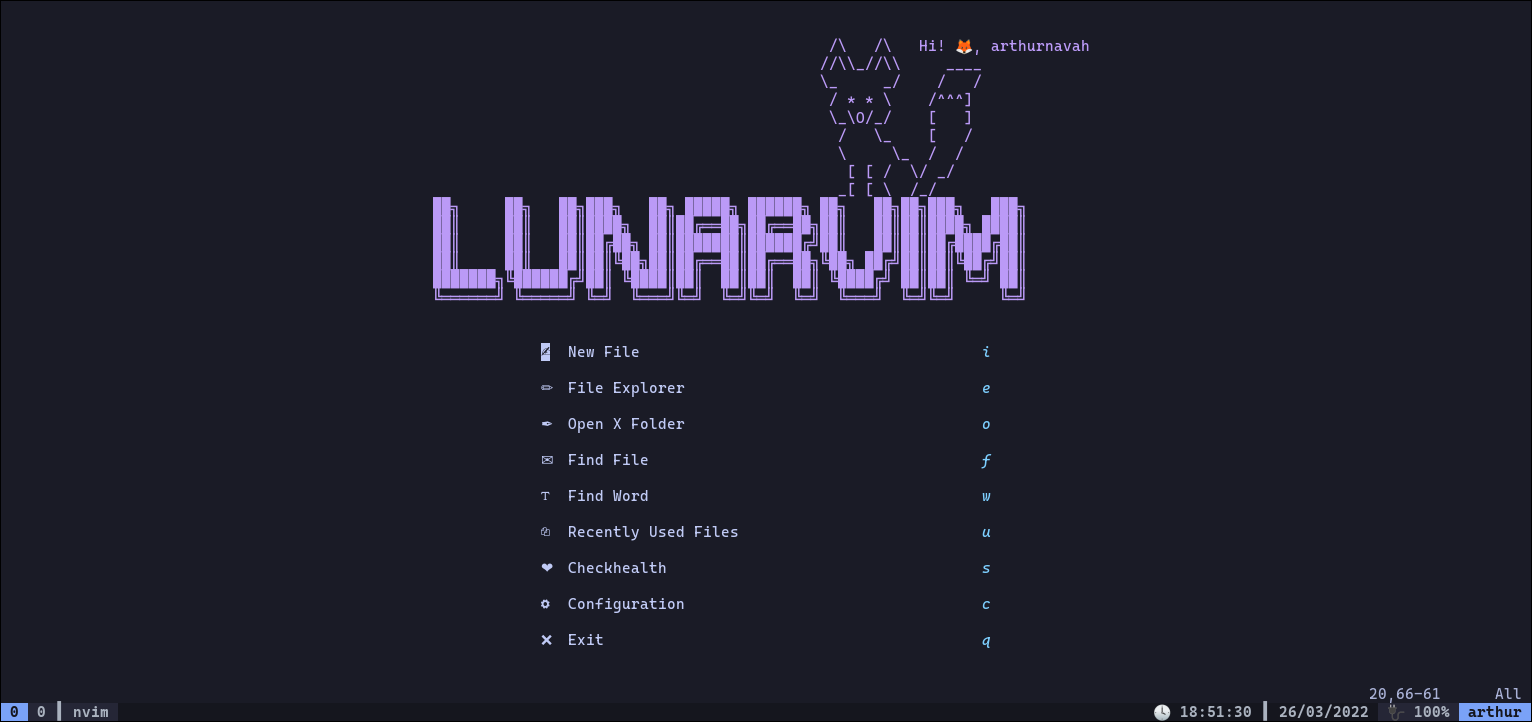 Hi! 🦊, arthurnavah
LUNARVIM
New File i
File Explorer e
Open X Folder o
Find File f
Find Word w
Recently Used Files u
Checkhealth s
Configuration c
Exit q
20,66-61 All
0 0 nvim 18:51:30 26/03/2022 100% arthur